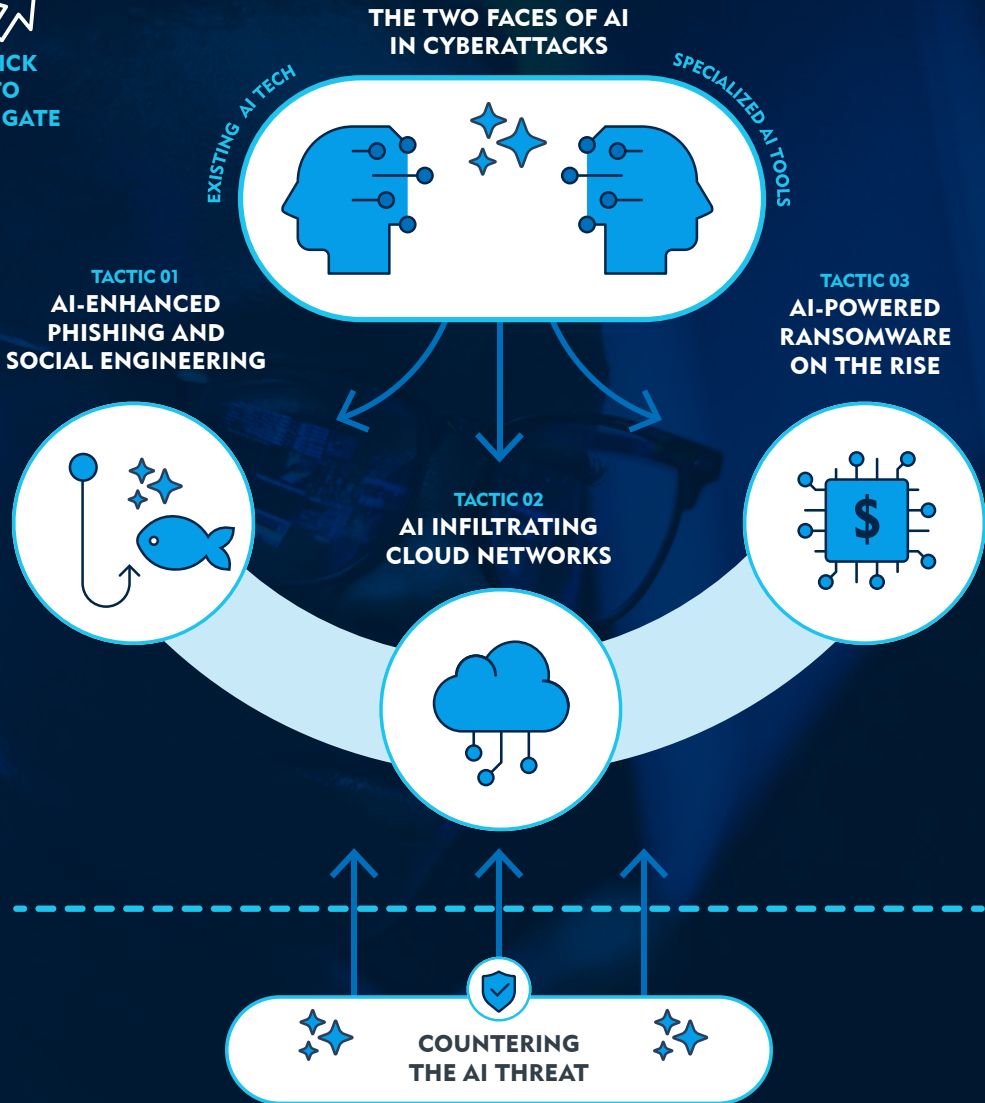 THE TWO FACES OF AI
IN CYBERATTACKS
GATE
EXISTING AI TECH
SPECIALIZED AI TOOLS
TACTIC 01
AI-ENHANCED
PHISHING AND
SOCIAL ENGINEERING
TACTIC 03
AI-POWERED
RANSOMWARE
ON THE RISE
$
TACTIC 02
AI INFILTRATING
CLOUD NETWORKS
COUNTERING
THE AI THREAT